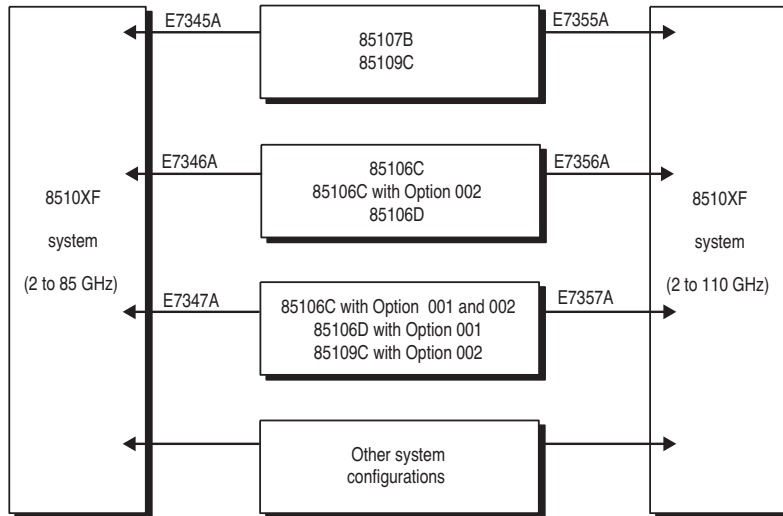 E7345A
85107B
85109C
E7355A
E7346A
85106C
85106C with Option 002
85106D
E7356A
8510XF
system
(2 to 85 GHz)
8510XF
system
(2 to 110 GHz)
E7347A
85106C with Option 001 and 002
85106D with Option 001
85109C with Option 002
E7357A
Other system
configurations